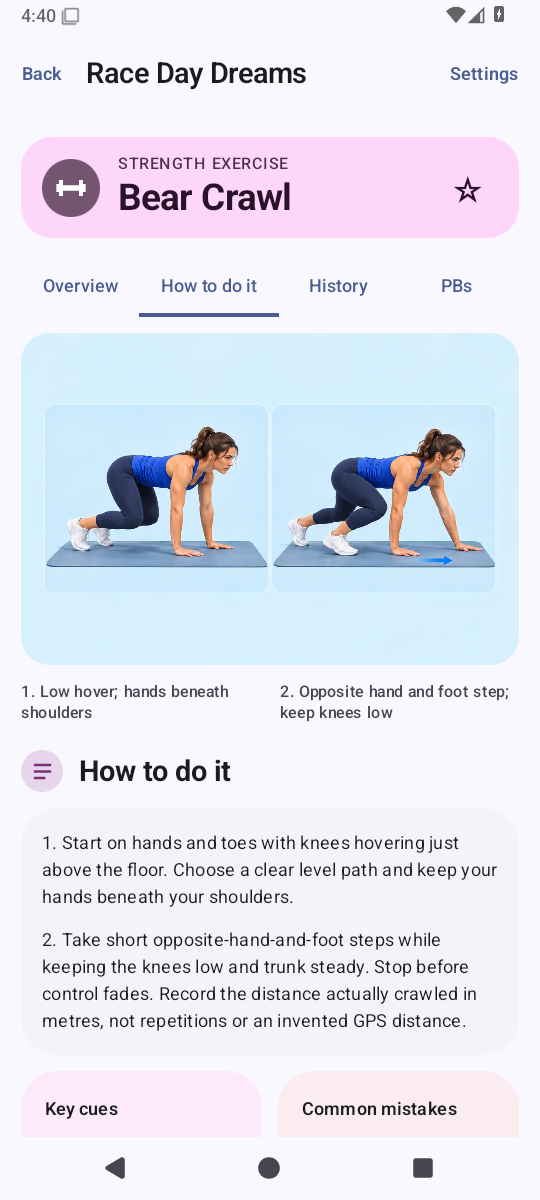 4:40
Back
Race Day Dreams
Settings
STRENGTH EXERCISE
Bear Crawl
Overview
How to do it
History
PBs
1. Low hover; hands beneath
shoulders
2. Opposite hand and foot step;
keep knees low
How to do it
1. Start on hands and toes with knees hovering just
above the floor. Choose a clear level path and keep your
hands beneath your shoulders.
2. Take short opposite-hand-and-foot steps while
keeping the knees low and trunk steady. Stop before
control fades. Record the distance actually crawled in
metres, not repetitions or an invented GPS distance.
Key cues
Common mistakes